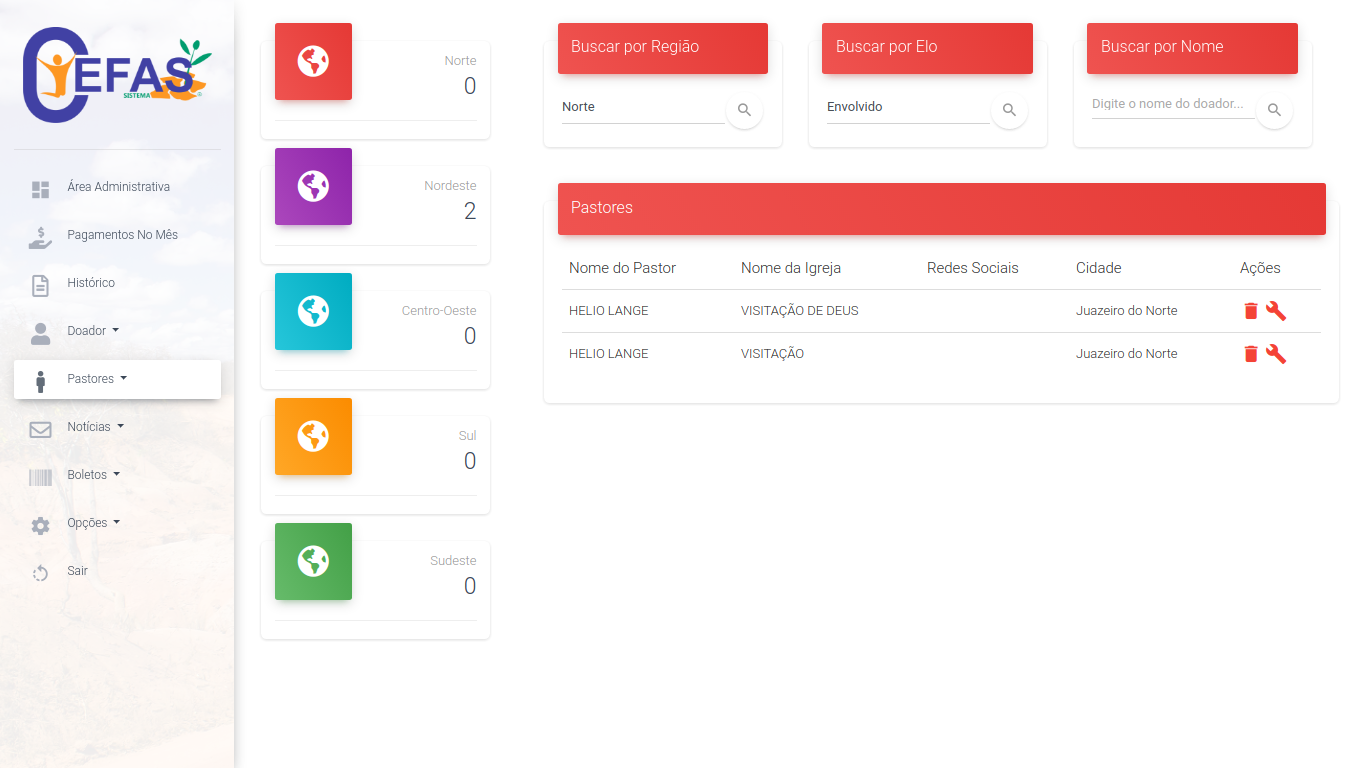 CEFAS
SISTEMA
Área Administrativa
Pagamentos No Mês
Histórico
Doador
Pastores
Notícias
Boletos
Opções
Sair
Norte
0
Nordeste
2
Centro-Oeste
0
Sul
0
Sudeste
0
Buscar por Região
Norte
Buscar por Elo
Envolvido
Buscar por Nome
Digite o nome do doador...
Pastores
Nome do Pastor Nome da Igreja Redes Sociais Cidade Ações
HELIO LANGE VISITAÇÃO DE DEUS Juazeiro do Norte
HELIO LANGE VISITAÇÃO Juazeiro do Norte